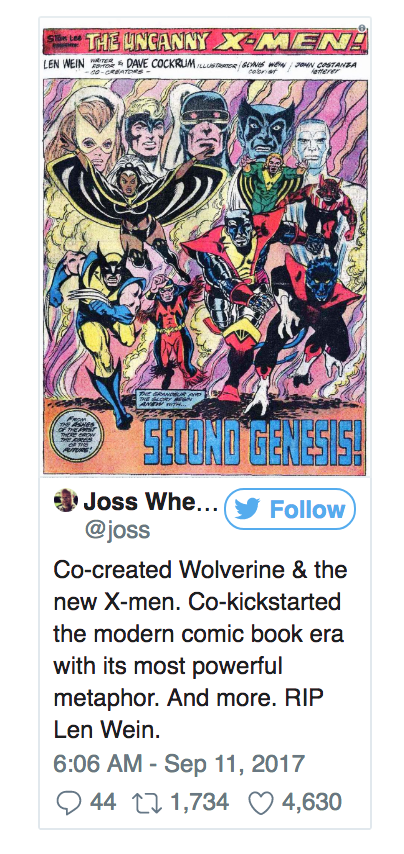 Stan Lee
PRESENTS:
THE UNCANNY X-MEN!
LEN WEIN WRITER EDITOR & DAVE COCKRUM ILLUSTRATOR / GLYNIS WEIN COLORIST / JOHN COSTANZA letterer
-CO-CREATORS-
THE GRANDEUR AND
THE GLORY BEGIN
ANEW WITH...
FROM
THE ASHES
OF THE PAST
THERE GROW
THE FIRES
OF THE
FUTURE!
SECOND GENESIS!
Joss Whe...
Follow
@joss
Co-created Wolverine & the
new X-men. Co-kickstarted
the modern comic book era
with its most powerful
metaphor. And more. RIP
Len Wein.
6:06 AM - Sep 11, 2017
44 1,734 4,630